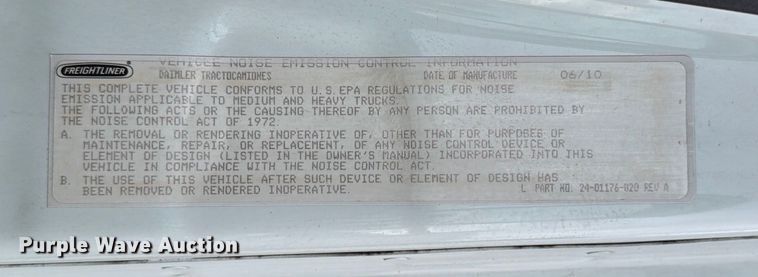 FREIGHTLINER
VEHICLE NOISE EMISSION CONTROL INFORMATION
DAIMLER TRACTOCAMIONES DATE OF MANUFACTURE 06/10
THIS COMPLETE VEHICLE CONFORMS TO U.S.EPA REGULATIONS FOR NOISE
EMISSION APPLICABLE TO MEDIUM AND HEAVY TRUCKS.
THE FOLLOWING ACTS OR THE CAUSING THEREOF BY ANY PERSON ARE PROHIBITED BY
THE NOISE CONTROL ACT OF 1972.
A. THE REMOVAL OR RENDERING INOPERATIVE OF, OTHER THAN FOR PURPOSES OF
MAINTENANCE, REPAIR, OR REPLACEMENT, OF ANY NOISE CONTROL DEVICE OR
ELEMENT OF DESIGN (LISTED IN THE OWNER'S MANUAL) INCORPORATED INTO THIS
VEHICLE IN COMPLIANCE WITH THE NOISE CONTROL ACT.
B. THE USE OF THIS VEHICLE AFTER SUCH DEVICE OR ELEMENT OF DESIGN HAS
BEEN REMOVED OR RENDERED INOPERATIVE. L PART NO. 24-01176-020 REV A
Purple Wave Auction